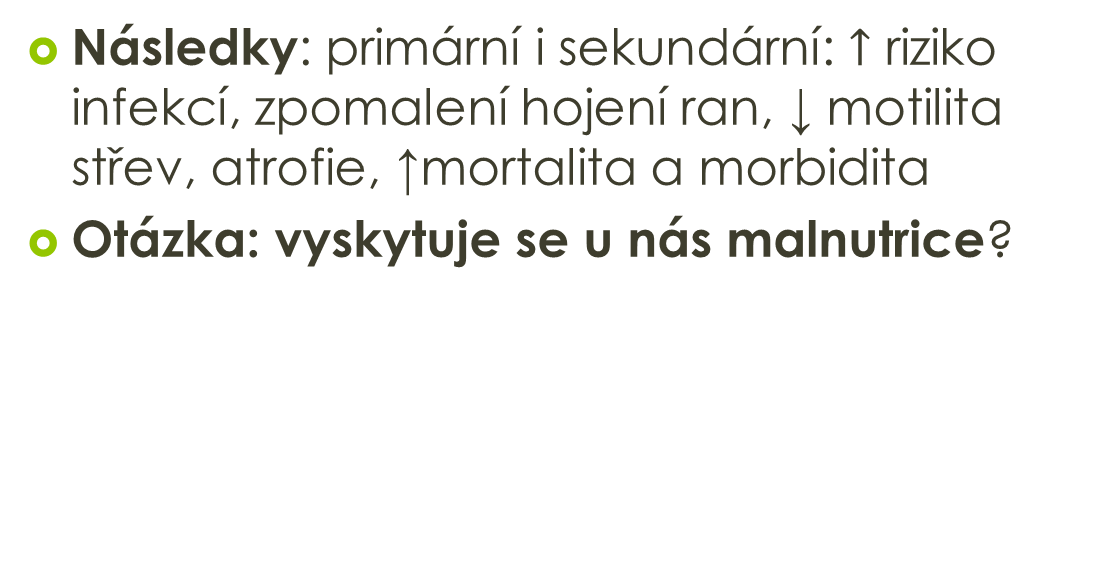 Následky: primární i sekundární: ↑ riziko
infekcí, zpomalení hojení ran, ↓ motilita
střev, atrofie, ↑mortalita a morbidita
Otázka: vyskytuje se u nás malnutrice?